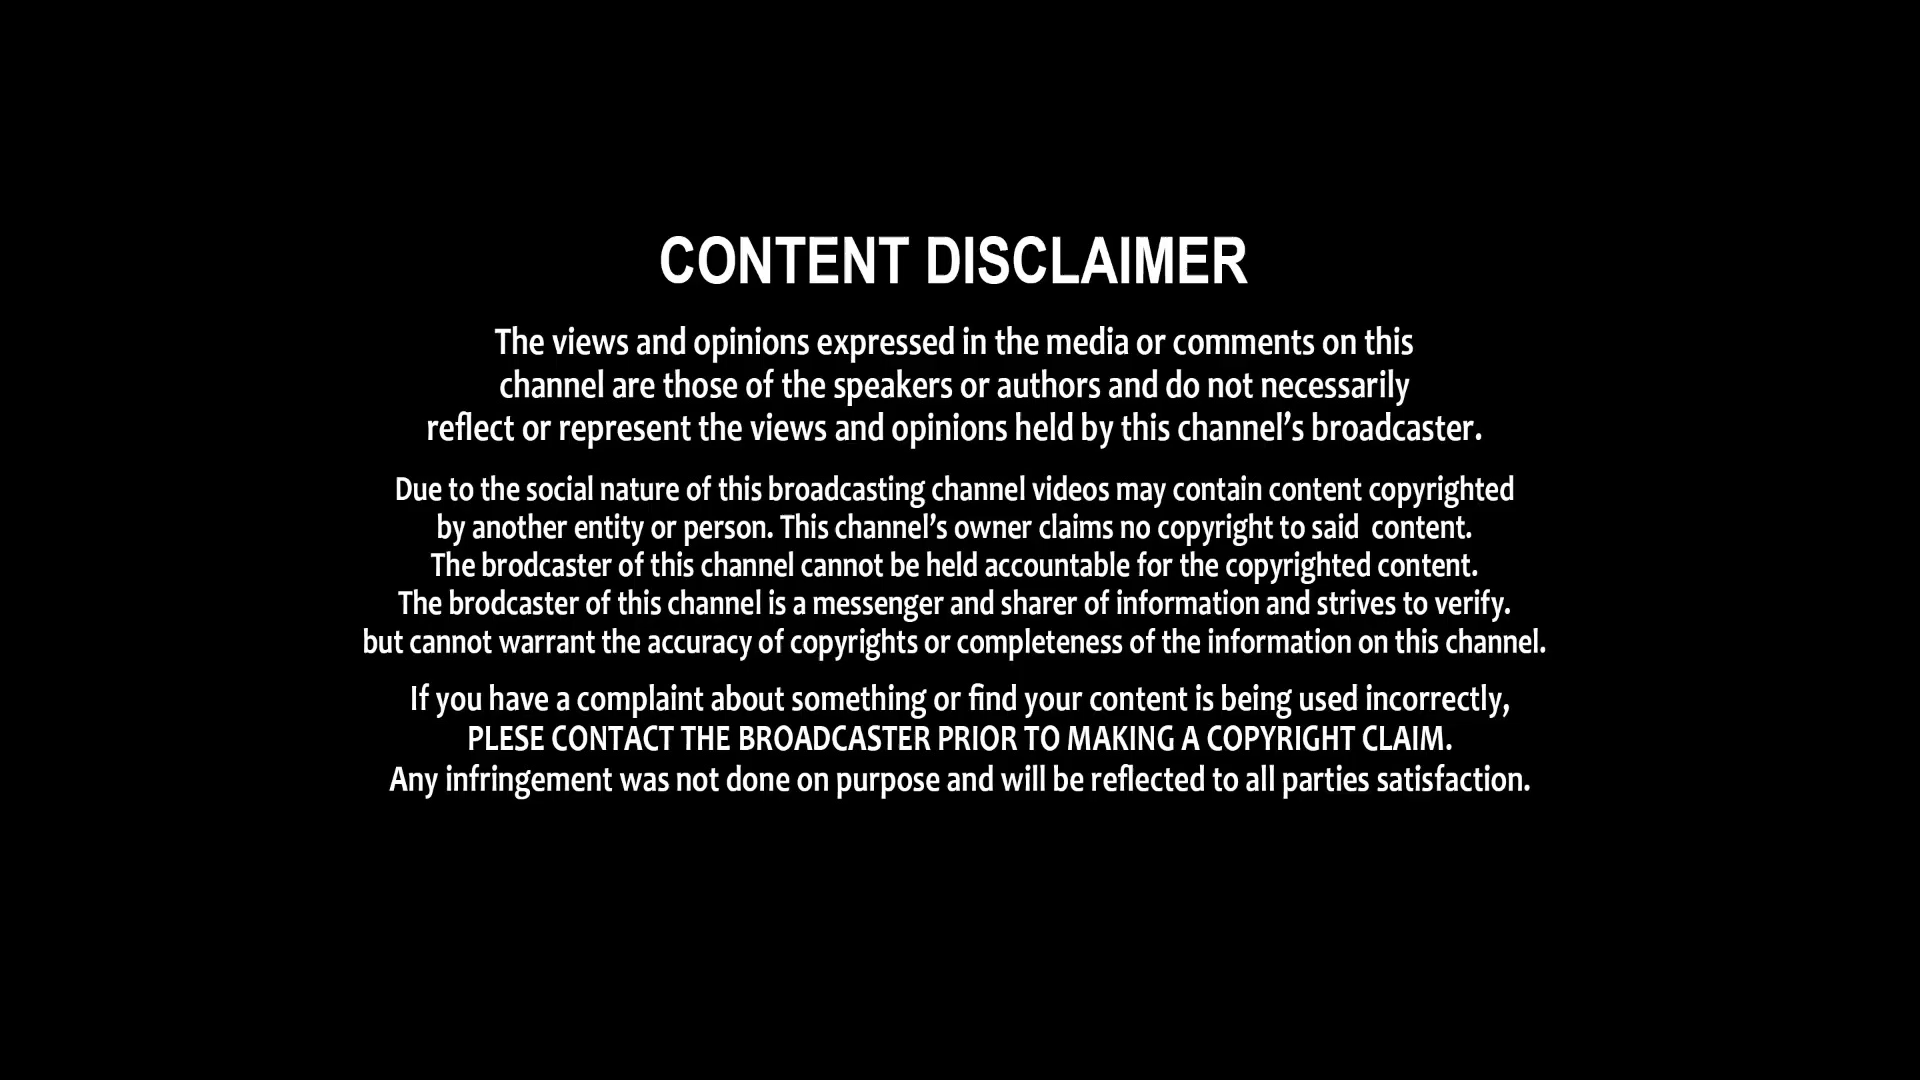 CONTENT DISCLAIMER
The views and opinions expressed in the media or comments on this
channel are those of the speakers or authors and do not necessarily
reflect or represent the views and opinions held by this channel’s broadcaster.
Due to the social nature of this broadcasting channel videos may contain content copyrighted
by another entity or person. This channel’s owner claims no copyright to said  content.
The brodcaster of this channel cannot be held accountable for the copyrighted content.
The brodcaster of this channel is a messenger and sharer of information and strives to verify.
but cannot warrant the accuracy of copyrights or completeness of the information on this channel.
If you have a complaint about something or find your content is being used incorrectly,
PLESE CONTACT THE BROADCASTER PRIOR TO MAKING A COPYRIGHT CLAIM.
Any infringement was not done on purpose and will be reflected to all parties satisfaction.